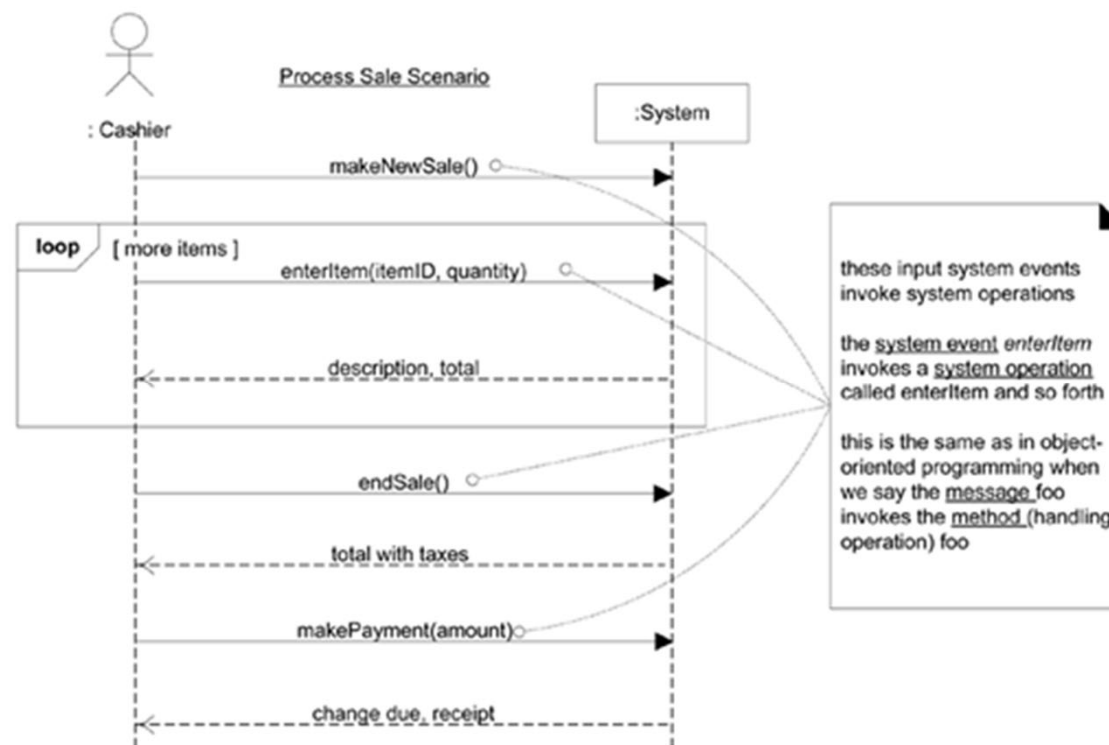 Process Sale Scenario
: Cashier
:System
makeNewSale()
loop
[ more items ]
enterItem(itemID, quantity)
description, total
endSale()
total with taxes
makePayment(amount)
change due, receipt
these input system events
invoke system operations
the system event enterItem
invokes a system operation
called enterItem and so forth
this is the same as in object-
oriented programming when
we say the message foo
invokes the method (handling
operation) foo